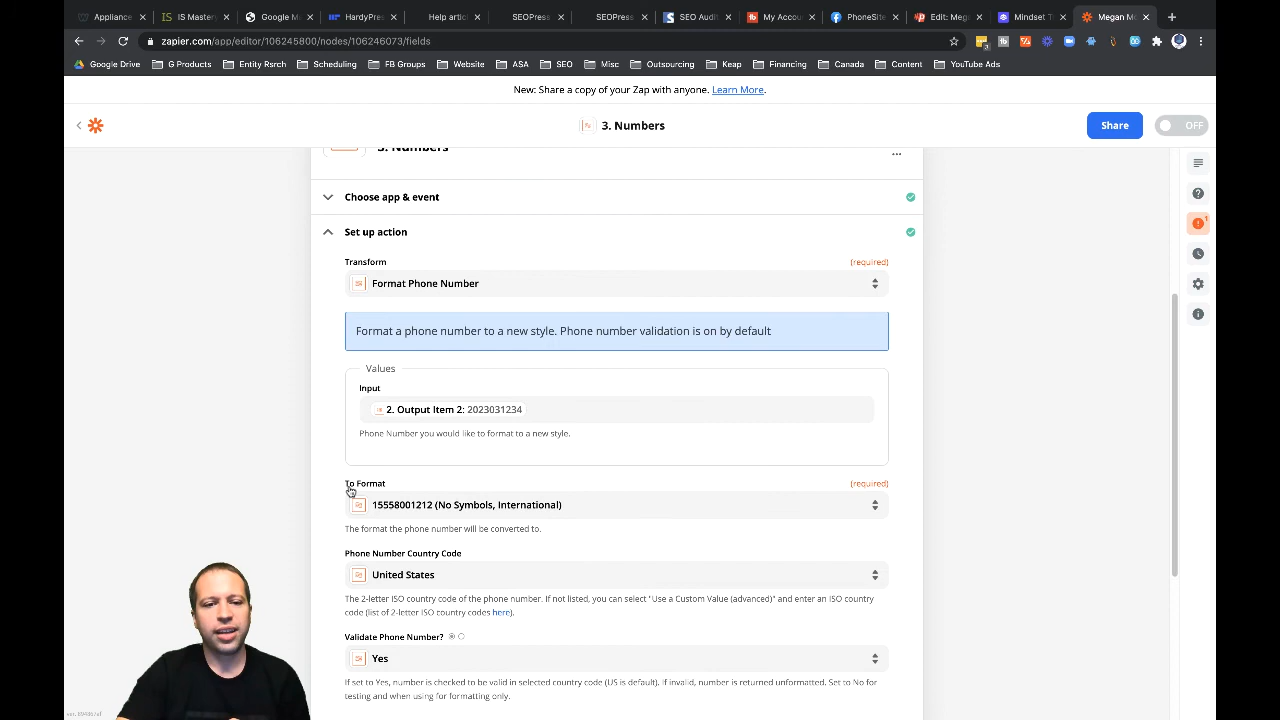 Appliance
IS Master
Google M
HardyPres
Help artic
SEOPress
SEOPress
SEO Audit
My Accou
PhoneSite
Edit: Mega
Mindset T
Megan Mo
zapier.com/app/editor/106245800/nodes/106246073/fields
Google Drive
G Products
Entity Rsrch
Scheduling
FB Groups
Website
ASA
SEO
Misc
Outsourcing
Keap
Financing
Canada
Content
YouTube Ads
New: Share a copy of your Zap with anyone. Learn More.
3. Numbers
Share
OFF
3. Numbers
Choose app & event
Set up action
Transform
(required)
Format Phone Number
Format a phone number to a new style. Phone number validation is on by default
Values
Input
2. Output Item 2: 2023031234
Phone Number you would like to format to a new style.
To Format
(required)
15558001212 (No Symbols, International)
The format the phone number will be converted to.
Phone Number Country Code
United States
The 2-letter ISO country code of the phone number. If not listed, you can select "Use a Custom Value (advanced)" and enter an ISO country
code (list of 2-letter ISO country codes here).
Validate Phone Number?
Yes
If set to Yes, number is checked to be valid in selected country code (US is default). If invalid, number is returned unformatted. Set to No for
testing and when using for formatting only.